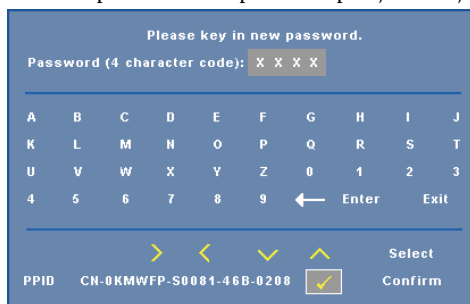 Please key in new password.
Password (4 character code): X X X X
A B C D E F G H I J
K L M N O P Q R S T
U V W X Y Z 0 1 2 3
4 5 6 7 8 9 ← Enter Exit
> < ∨ ∧ Select
PPID CN-0KMWFP-S0081-46B-0208 ✓ Confirm